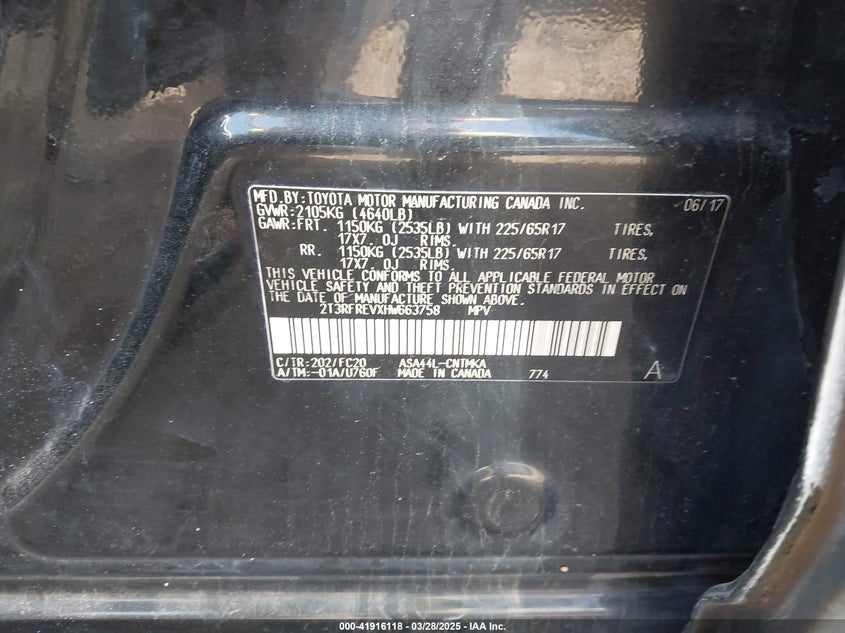 MFD.BY:TOYOTA MOTOR MANUFACTURING CANADA INC. 06/17
GVWR:2105KG (4640LB)
GAWR:FRT. 1150KG (2535LB) WITH 225/65R17 TIRES,
17X7.0J RIMS.
RR. 1150KG (2535LB) WITH 225/65R17 TIRES,
17X7.0J RIMS.
THIS VEHICLE CONFORMS TO ALL APPLICABLE FEDERAL MOTOR
VEHICLE SAFETY AND THEFT PREVENTION STANDARDS IN EFFECT ON
THE DATE OF MANUFACTURE SHOWN ABOVE.
2T3RFREVXHW663758 MPV
C/TR:202/FC20 ASA44L-CNTMKA
A/TM:-01A/U760F MADE IN CANADA 774 A
000-41916118 - 03/28/2025 - IAA Inc.